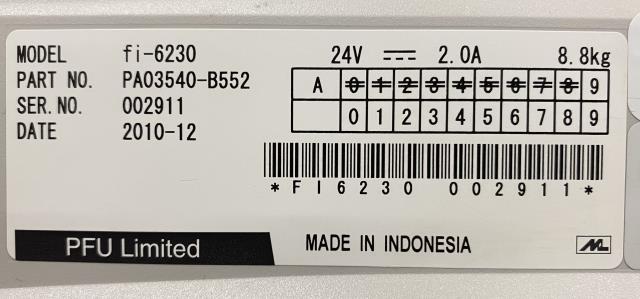 MODEL fi-6230 24V ⎓ 2.0A 8.8kg
PART NO. PA03540-B552
SER.NO. 002911
DATE 2010-12
A 0 1 2 3 4 5 6 7 8 9
0 1 2 3 4 5 6 7 8 9
*FI6230 002911*
PFU Limited MADE IN INDONESIA